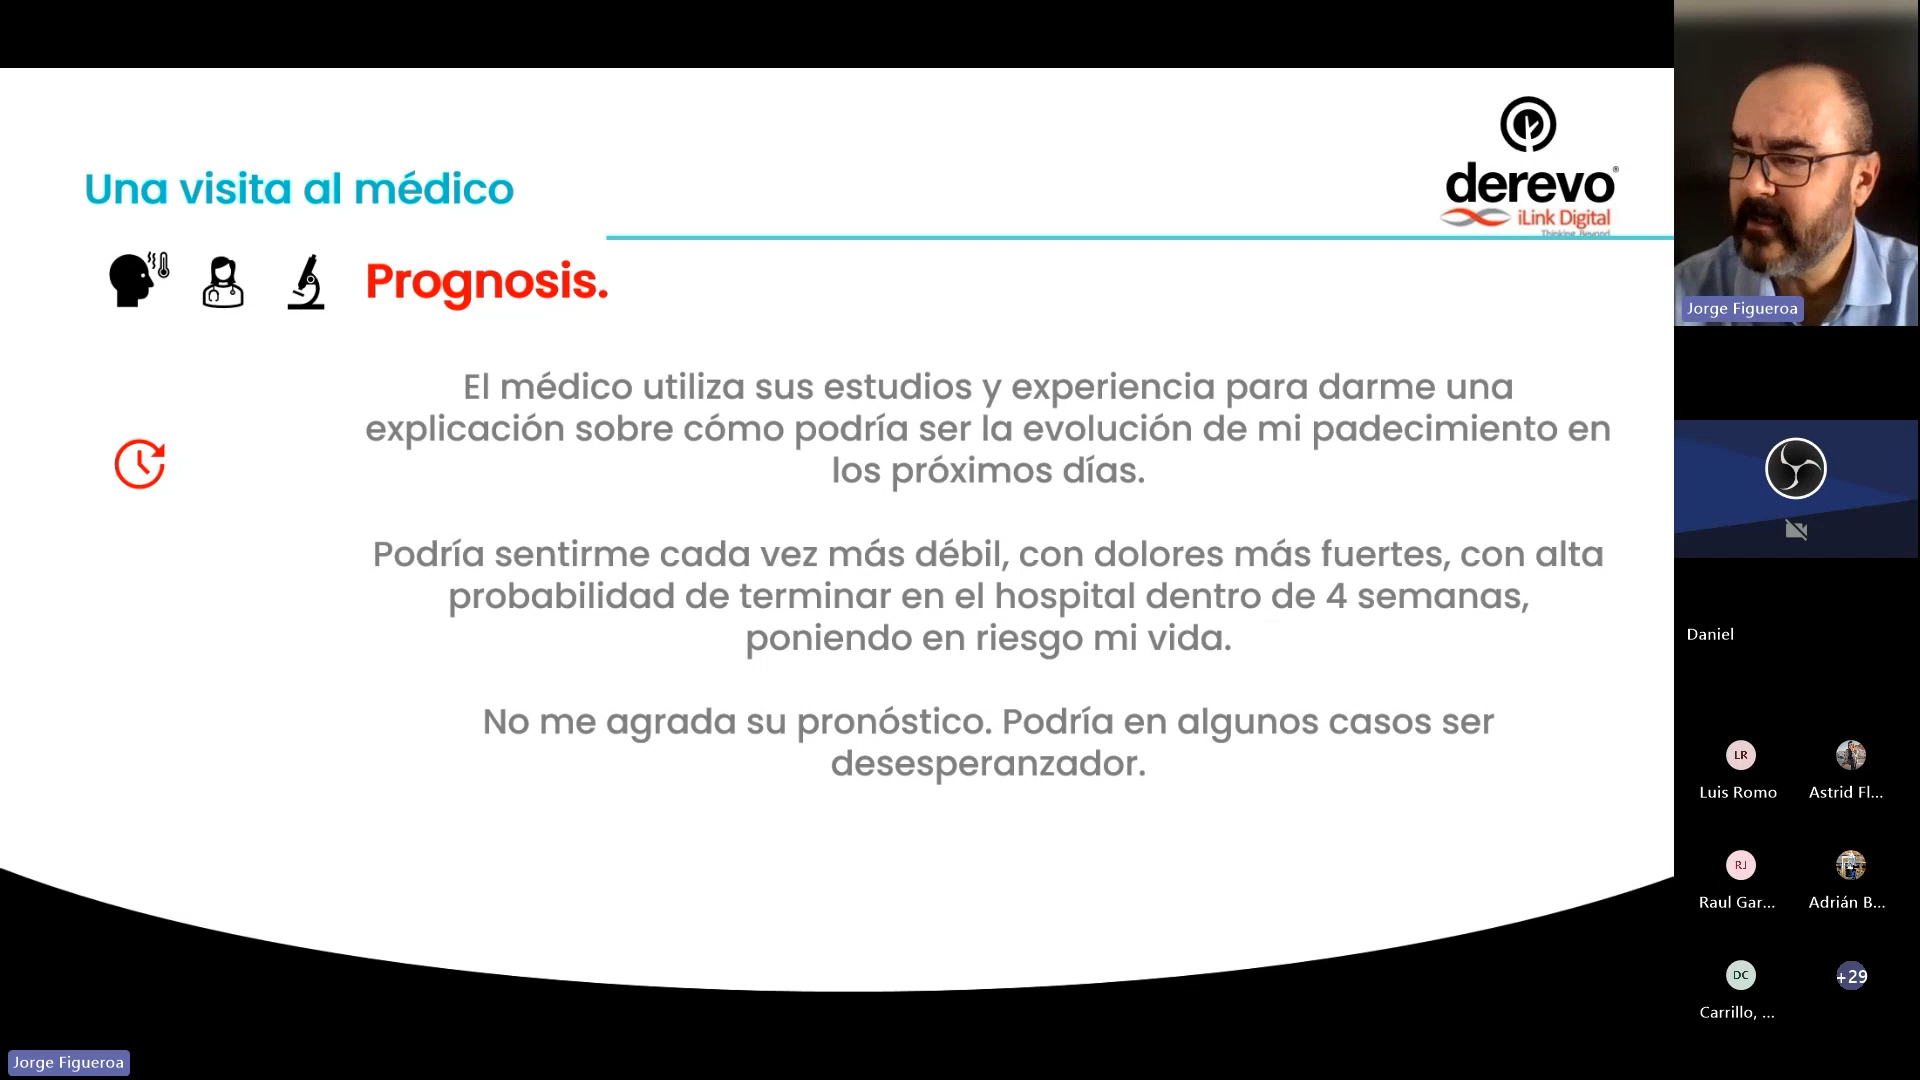 Una visita al médico
derevo®
iLink Digital
Thinking. Beyond.
Prognosis.
El médico utiliza sus estudios y experiencia para darme una
explicación sobre cómo podría ser la evolución de mi padecimiento en
los próximos días.
Podría sentirme cada vez más débil, con dolores más fuertes, con alta
probabilidad de terminar en el hospital dentro de 4 semanas,
poniendo en riesgo mi vida.
No me agrada su pronóstico. Podría en algunos casos ser
desesperanzador.
Jorge Figueroa
Jorge Figueroa
Daniel
LR
Luis Romo
Astrid Fl...
RJ
Raul Gar...
Adrián B...
DC
Carrillo, ...
+29